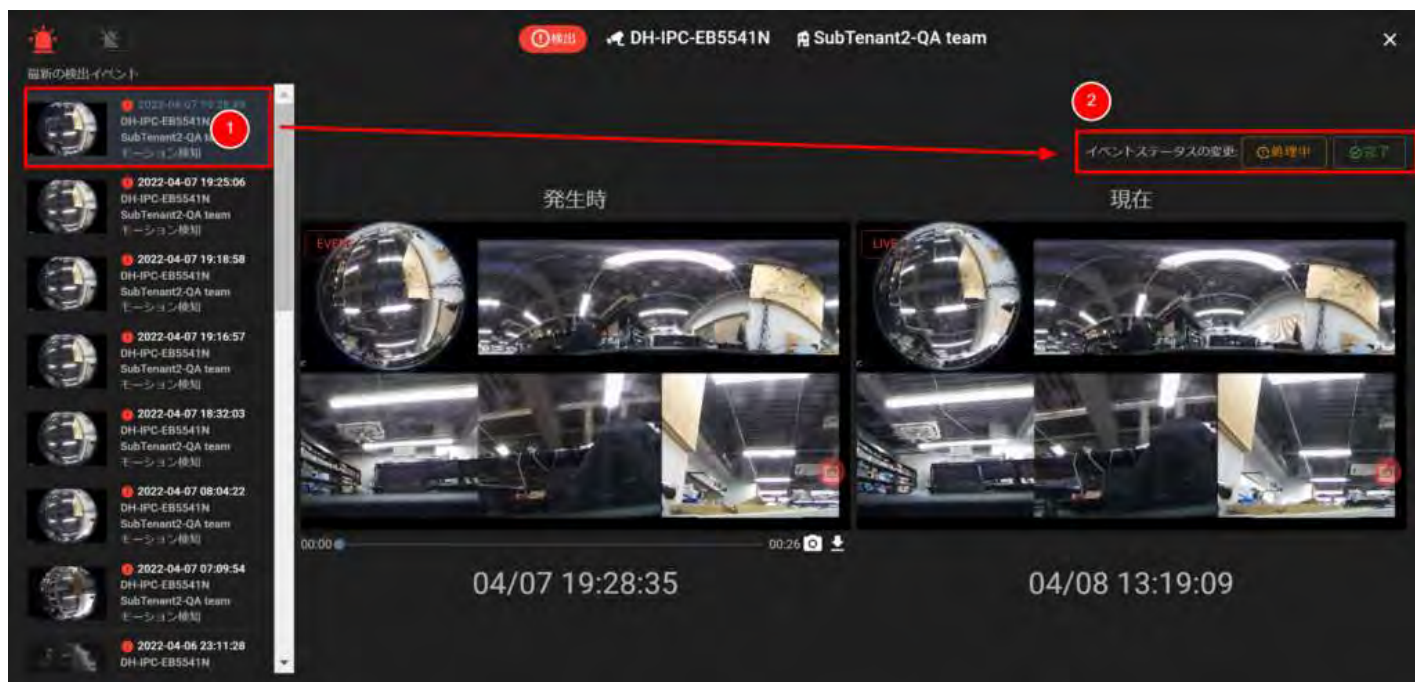 検出 DH-IPC-EB5541N SubTenant2-QA team
最新の検出イベント
2022-04-07 19:28:49
DH-IPC-EB5541N
SubTenant2-QA
モーション検知
1
2
イベントステータスの変更: 処理中 完了
2022-04-07 19:25:06
DH-IPC-EB5541N
SubTenant2-QA team
モーション検知
2022-04-07 19:18:58
DH-IPC-EB5541N
SubTenant2-QA team
モーション検知
2022-04-07 19:16:57
DH-IPC-EB5541N
SubTenant2-QA team
モーション検知
2022-04-07 18:32:03
DH-IPC-EB5541N
SubTenant2-QA team
モーション検知
2022-04-07 08:04:22
DH-IPC-EB5541N
SubTenant2-QA team
モーション検知
2022-04-07 07:09:54
DH-IPC-EB5541N
SubTenant2-QA team
モーション検知
2022-04-06 23:11:28
DH-IPC-EB5541N
発生時
EVENT
00:00 00:26
04/07 19:28:35
現在
LIVE
04/08 13:19:09